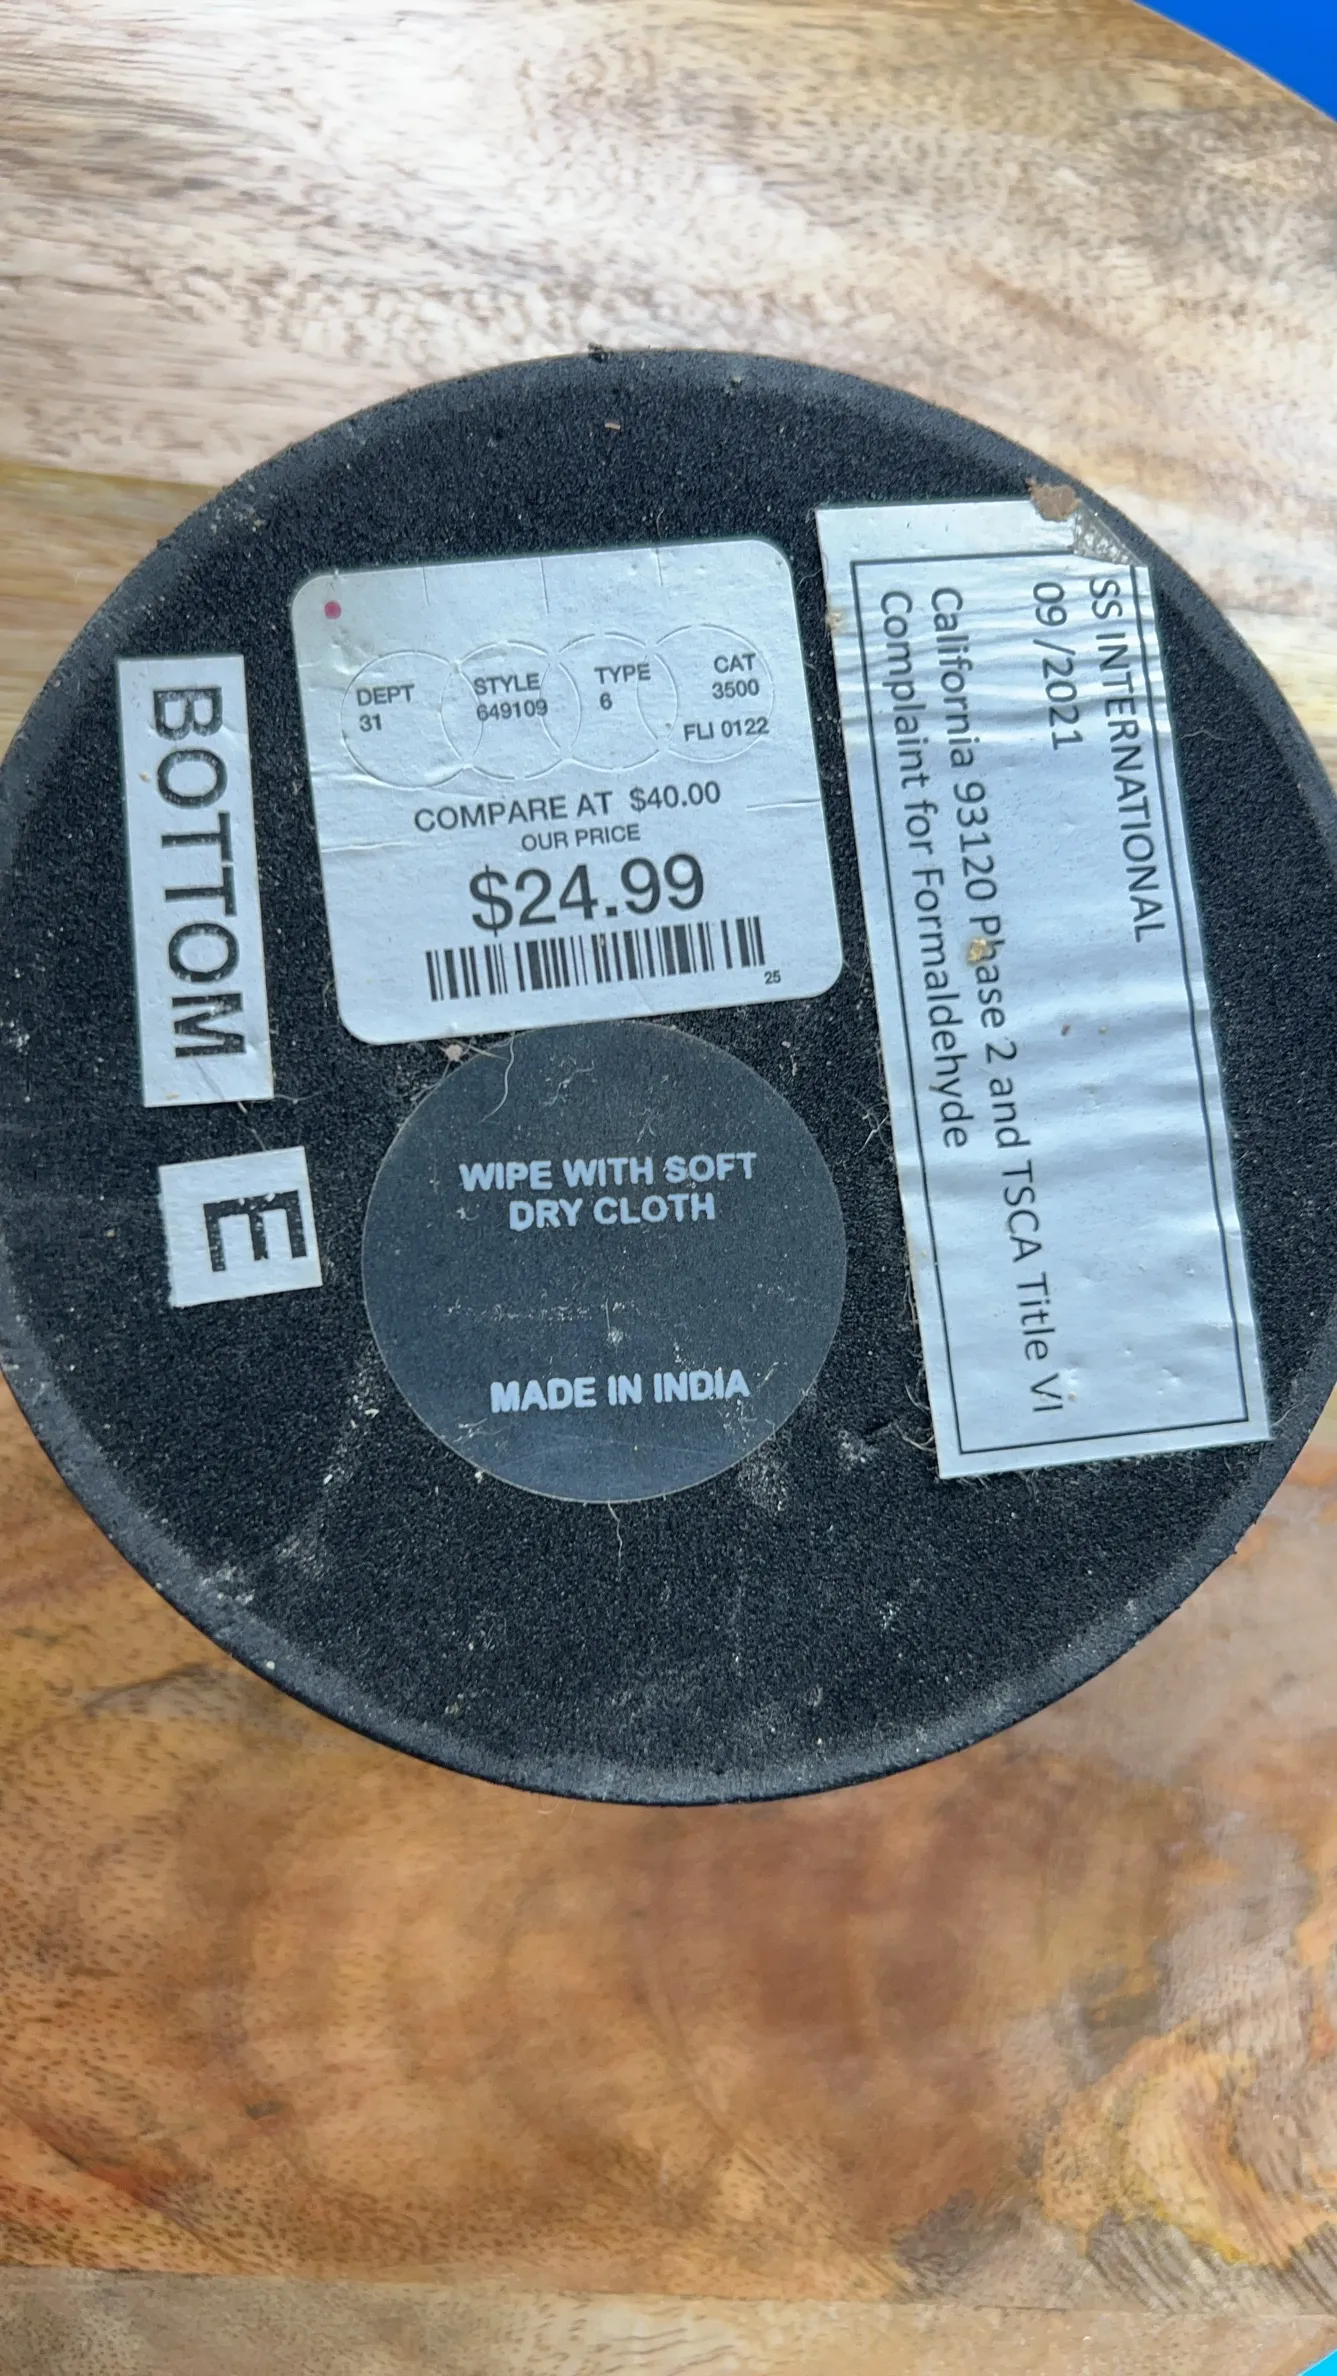 DEPT
31
STYLE
649109
TYPE
6
CAT
3500
FLI 0122
COMPARE AT $40.00
OUR PRICE
$24.99
25
SS INTERNATIONAL
09/2021
California 93120 Phase 2 and TSCA Title VI
Complaint for Formaldehyde
BOTTOM
E
WIPE WITH SOFT
DRY CLOTH
MADE IN INDIA